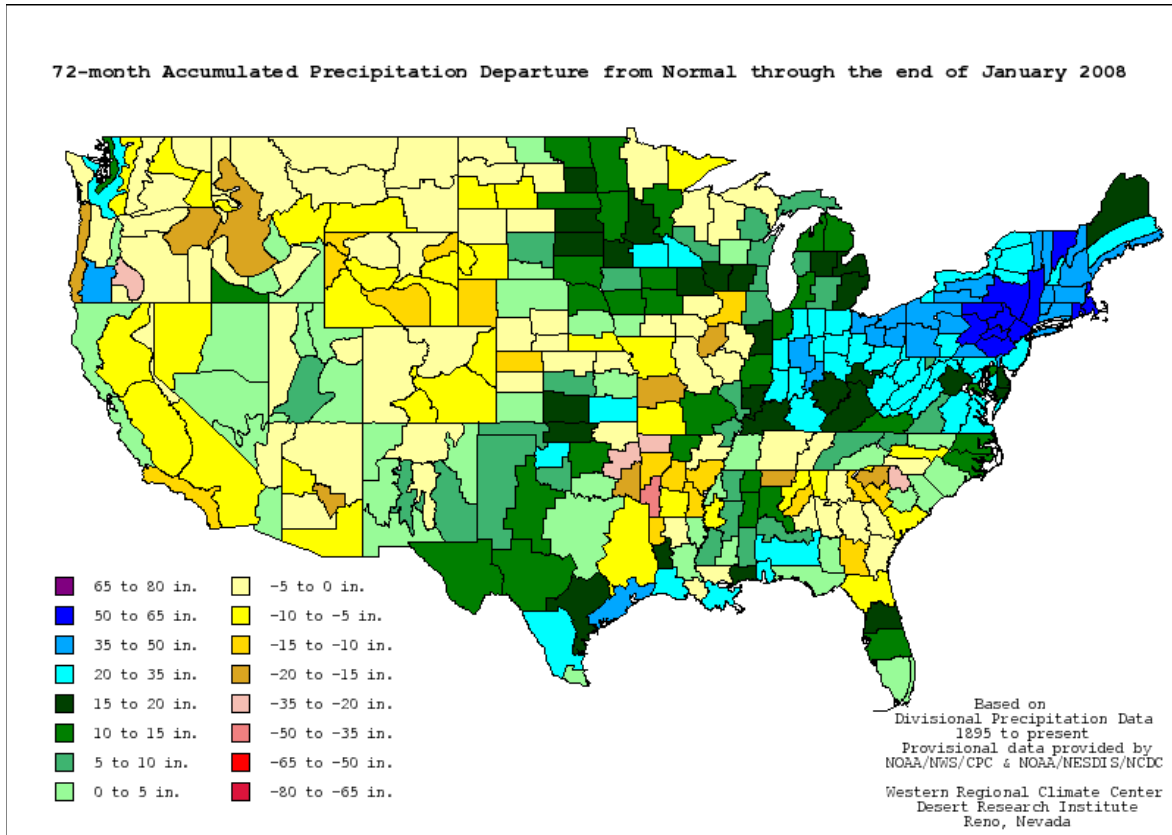 72-month Accumulated Precipitation Departure from Normal through the end of January 2008
65 to 80 in.
50 to 65 in.
35 to 50 in.
20 to 35 in.
15 to 20 in.
10 to 15 in.
5 to 10 in.
0 to 5 in.
-5 to 0 in.
-10 to -5 in.
-15 to -10 in.
-20 to -15 in.
-35 to -20 in.
-50 to -35 in.
-65 to -50 in.
-80 to -65 in.
Based on
Divisional Precipitation Data
1895 to present
Provisional data provided by
NOAA/NWS/CPC & NOAA/NESDIS/NCDC
Western Regional Climate Center
Desert Research Institute
Reno, Nevada